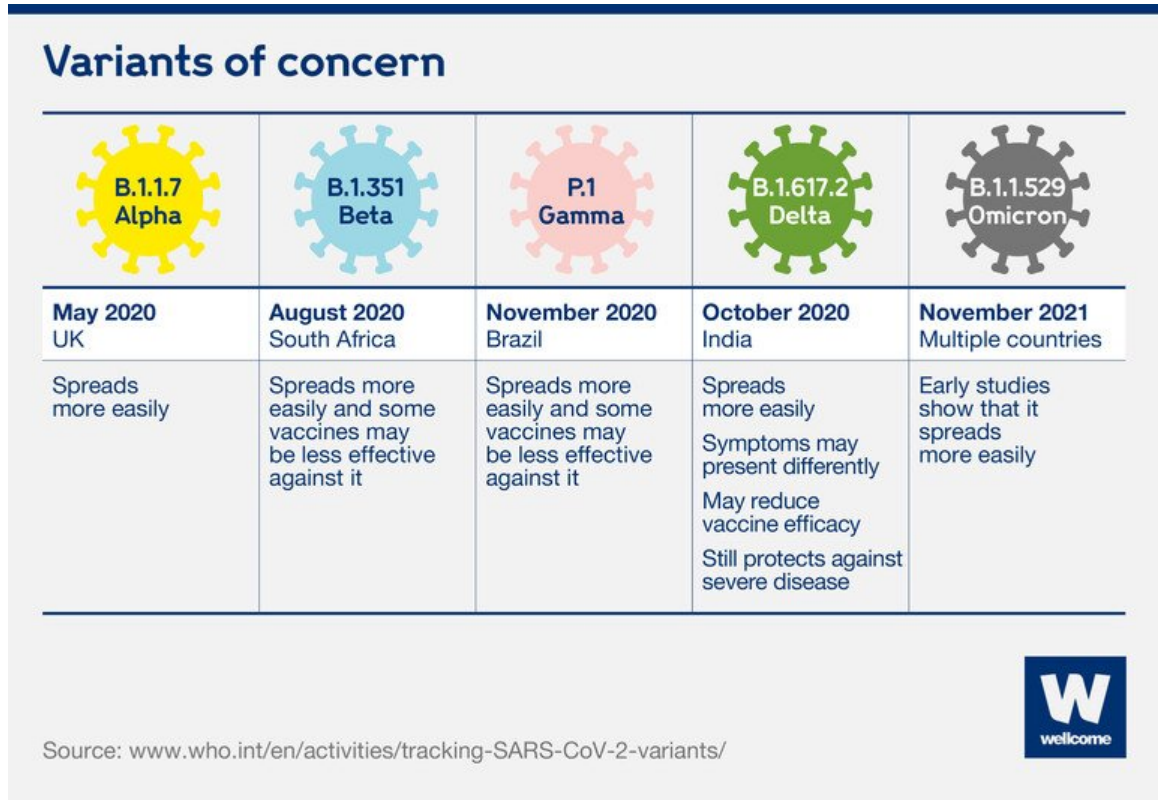 Variants of concern
B.1.1.7
Alpha
B.1.351
Beta
P.1
Gamma
B.1.617.2
Delta
B.1.1.529
Omicron
May 2020
UK
August 2020
South Africa
November 2020
Brazil
October 2020
India
November 2021
Multiple countries
Spreads
more easily
Spreads more
easily and some
vaccines may
be less effective
against it
Spreads more
easily and some
vaccines may
be less effective
against it
Spreads
more easily
Symptoms may
present differently
May reduce
vaccine efficacy
Still protects against
severe disease
Early studies
show that it
spreads
more easily
W
wellcome
Source: www.who.int/en/activities/tracking-SARS-CoV-2-variants/